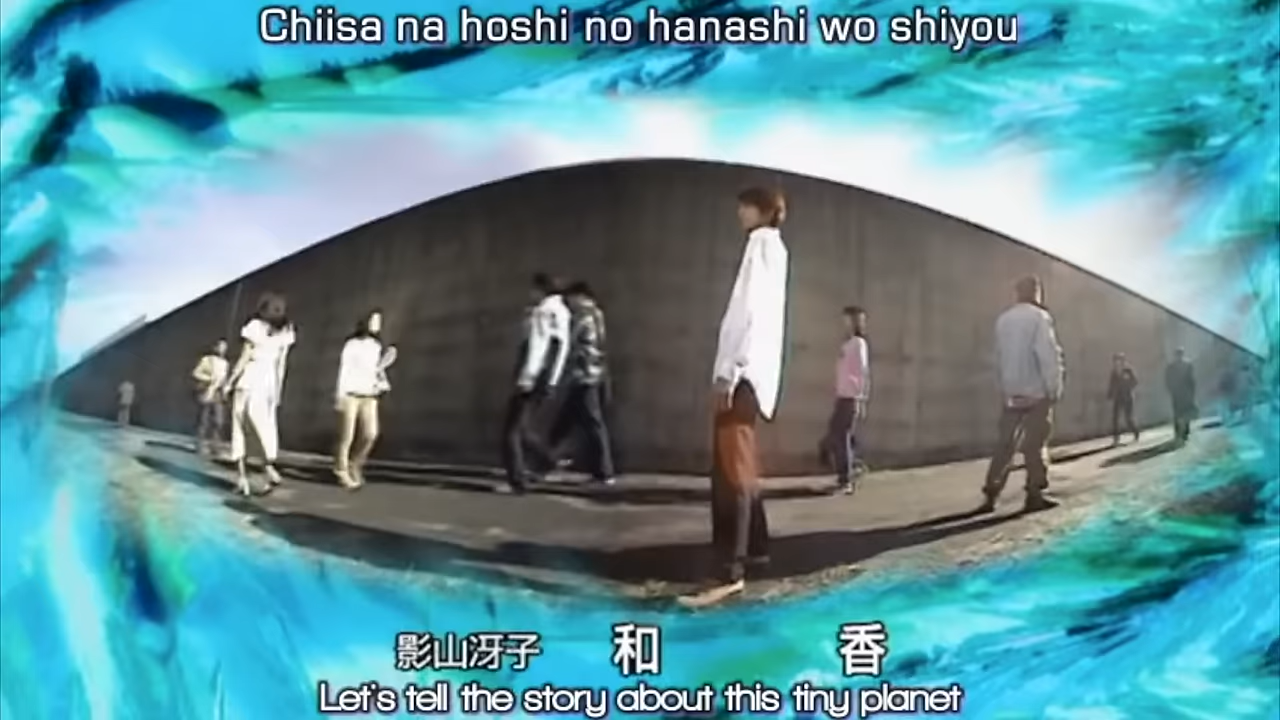 Chiisa na hoshi no hanashi wo shiyou
影山冴子 和 香
Let's tell the story about this tiny planet